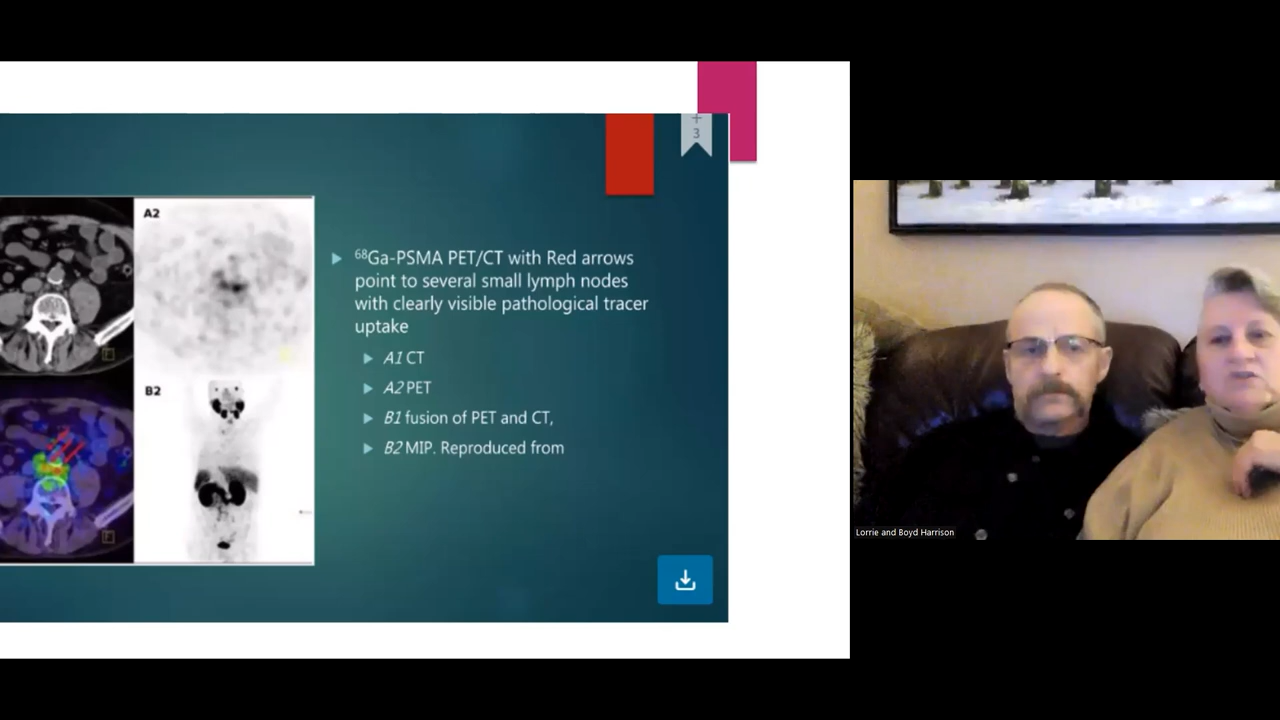 +
3
A2
⁶⁸Ga-PSMA PET/CT with Red arrows
point to several small lymph nodes
with clearly visible pathological tracer
uptake
A1 CT
A2 PET
B2
B1 fusion of PET and CT,
B2 MIP. Reproduced from
Lorrie and Boyd Harrison